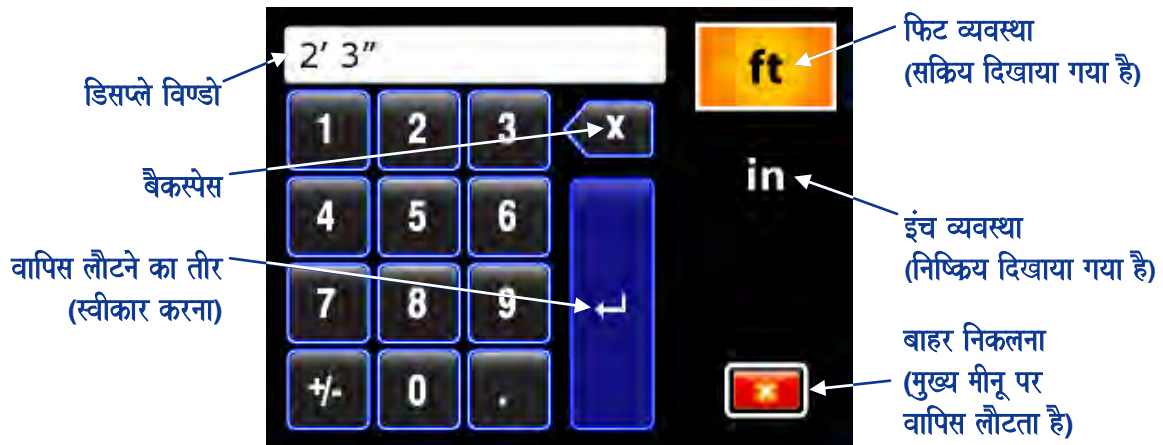 2' 3"
ft
फिट व्यवस्था
(सक्रिय दिखाया गया है)
डिसप्ले विण्डो
1 2 3 X
बैकस्पेस
in
4 5 6
इंच व्यवस्था
(निष्क्रिय दिखाया गया है)
वापिस लौटने का तीर
(स्वीकार करना)
7 8 9
बाहर निकलना
(मुख्य मीनू पर
वापिस लौटता है)
+/- 0 .
x